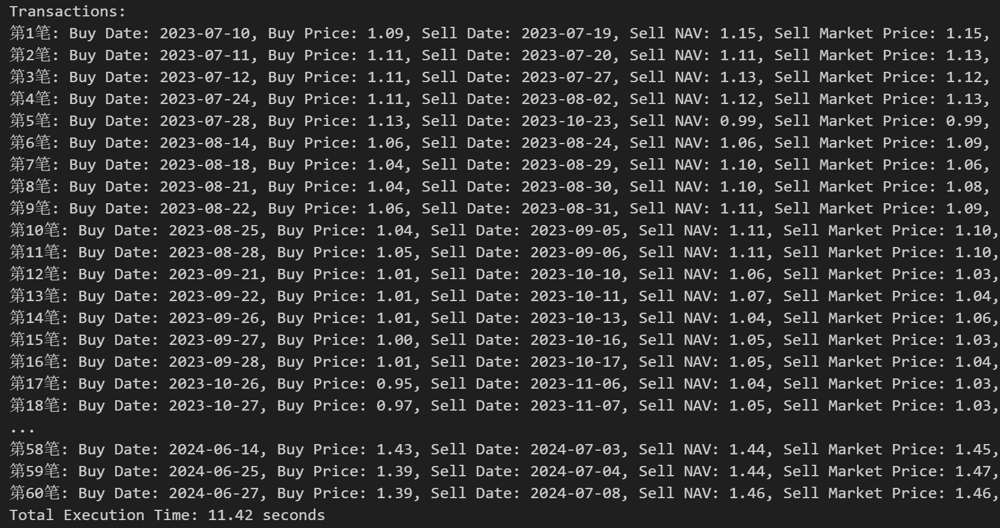 Transactions:
第1笔: Buy Date: 2023-07-10, Buy Price: 1.09, Sell Date: 2023-07-19, Sell NAV: 1.15, Sell Market Price: 1.15,
第2笔: Buy Date: 2023-07-11, Buy Price: 1.11, Sell Date: 2023-07-20, Sell NAV: 1.11, Sell Market Price: 1.13,
第3笔: Buy Date: 2023-07-12, Buy Price: 1.11, Sell Date: 2023-07-27, Sell NAV: 1.13, Sell Market Price: 1.12,
第4笔: Buy Date: 2023-07-24, Buy Price: 1.11, Sell Date: 2023-08-02, Sell NAV: 1.12, Sell Market Price: 1.13,
第5笔: Buy Date: 2023-07-28, Buy Price: 1.13, Sell Date: 2023-10-23, Sell NAV: 0.99, Sell Market Price: 0.99,
第6笔: Buy Date: 2023-08-14, Buy Price: 1.06, Sell Date: 2023-08-24, Sell NAV: 1.06, Sell Market Price: 1.09,
第7笔: Buy Date: 2023-08-18, Buy Price: 1.04, Sell Date: 2023-08-29, Sell NAV: 1.10, Sell Market Price: 1.06,
第8笔: Buy Date: 2023-08-21, Buy Price: 1.04, Sell Date: 2023-08-30, Sell NAV: 1.10, Sell Market Price: 1.08,
第9笔: Buy Date: 2023-08-22, Buy Price: 1.06, Sell Date: 2023-08-31, Sell NAV: 1.11, Sell Market Price: 1.09,
第10笔: Buy Date: 2023-08-25, Buy Price: 1.04, Sell Date: 2023-09-05, Sell NAV: 1.11, Sell Market Price: 1.10,
第11笔: Buy Date: 2023-08-28, Buy Price: 1.05, Sell Date: 2023-09-06, Sell NAV: 1.11, Sell Market Price: 1.10,
第12笔: Buy Date: 2023-09-21, Buy Price: 1.01, Sell Date: 2023-10-10, Sell NAV: 1.06, Sell Market Price: 1.03,
第13笔: Buy Date: 2023-09-22, Buy Price: 1.01, Sell Date: 2023-10-11, Sell NAV: 1.07, Sell Market Price: 1.04,
第14笔: Buy Date: 2023-09-26, Buy Price: 1.01, Sell Date: 2023-10-13, Sell NAV: 1.04, Sell Market Price: 1.06,
第15笔: Buy Date: 2023-09-27, Buy Price: 1.00, Sell Date: 2023-10-16, Sell NAV: 1.05, Sell Market Price: 1.03,
第16笔: Buy Date: 2023-09-28, Buy Price: 1.01, Sell Date: 2023-10-17, Sell NAV: 1.05, Sell Market Price: 1.04,
第17笔: Buy Date: 2023-10-26, Buy Price: 0.95, Sell Date: 2023-11-06, Sell NAV: 1.04, Sell Market Price: 1.03,
第18笔: Buy Date: 2023-10-27, Buy Price: 0.97, Sell Date: 2023-11-07, Sell NAV: 1.05, Sell Market Price: 1.03,
...
第58笔: Buy Date: 2024-06-14, Buy Price: 1.43, Sell Date: 2024-07-03, Sell NAV: 1.44, Sell Market Price: 1.45,
第59笔: Buy Date: 2024-06-25, Buy Price: 1.39, Sell Date: 2024-07-04, Sell NAV: 1.44, Sell Market Price: 1.47,
第60笔: Buy Date: 2024-06-27, Buy Price: 1.39, Sell Date: 2024-07-08, Sell NAV: 1.46, Sell Market Price: 1.46,
Total Execution Time: 11.42 seconds